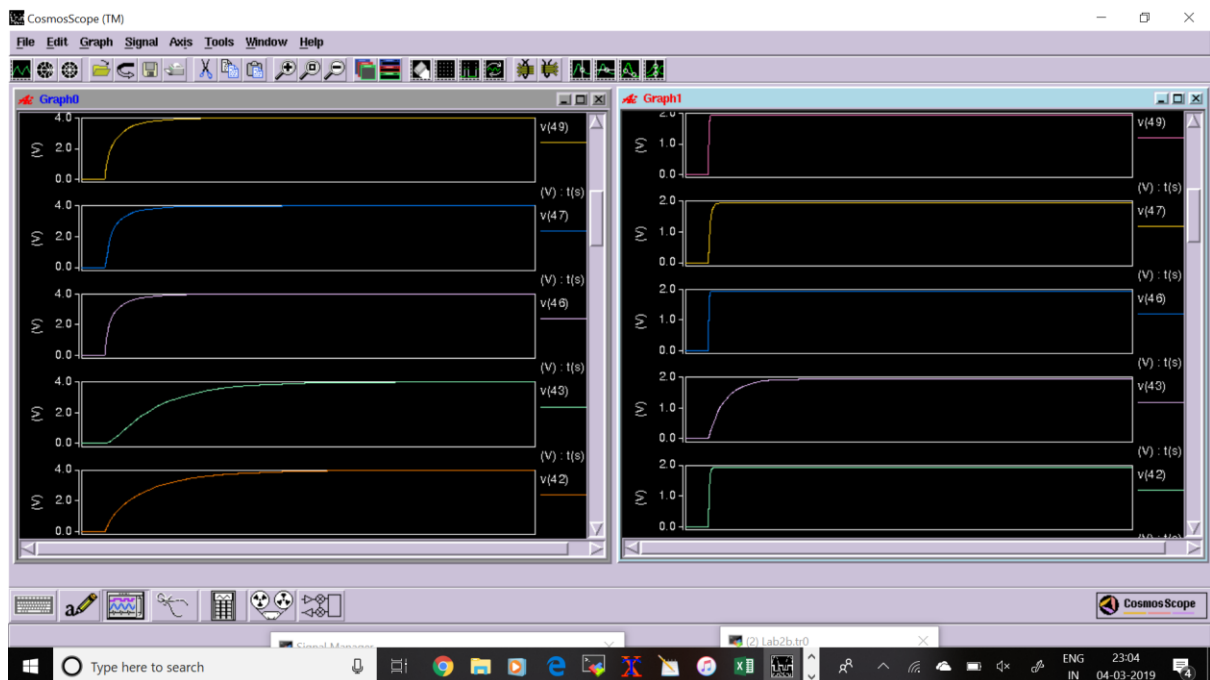 CosmosScope (TM)
File Edit Graph Signal Axis Tools Window Help
Graph0
4.0
2.0
0.0
(V)
v(49)
(V) : t(s)
4.0
2.0
0.0
(V)
v(47)
(V) : t(s)
4.0
2.0
0.0
(V)
v(46)
(V) : t(s)
4.0
2.0
0.0
(V)
v(43)
(V) : t(s)
4.0
2.0
0.0
(V)
v(42)
Graph1
2.0
1.0
0.0
(V)
v(49)
(V) : t(s)
2.0
1.0
0.0
(V)
v(47)
(V) : t(s)
2.0
1.0
0.0
(V)
v(46)
(V) : t(s)
2.0
1.0
0.0
(V)
v(43)
(V) : t(s)
2.0
1.0
0.0
(V)
v(42)
(V) : t(s)
a
CosmosScope
Signal Manager
(2) Lab2b.tr0
Type here to search
ENG
IN
23:04
04-03-2019
4